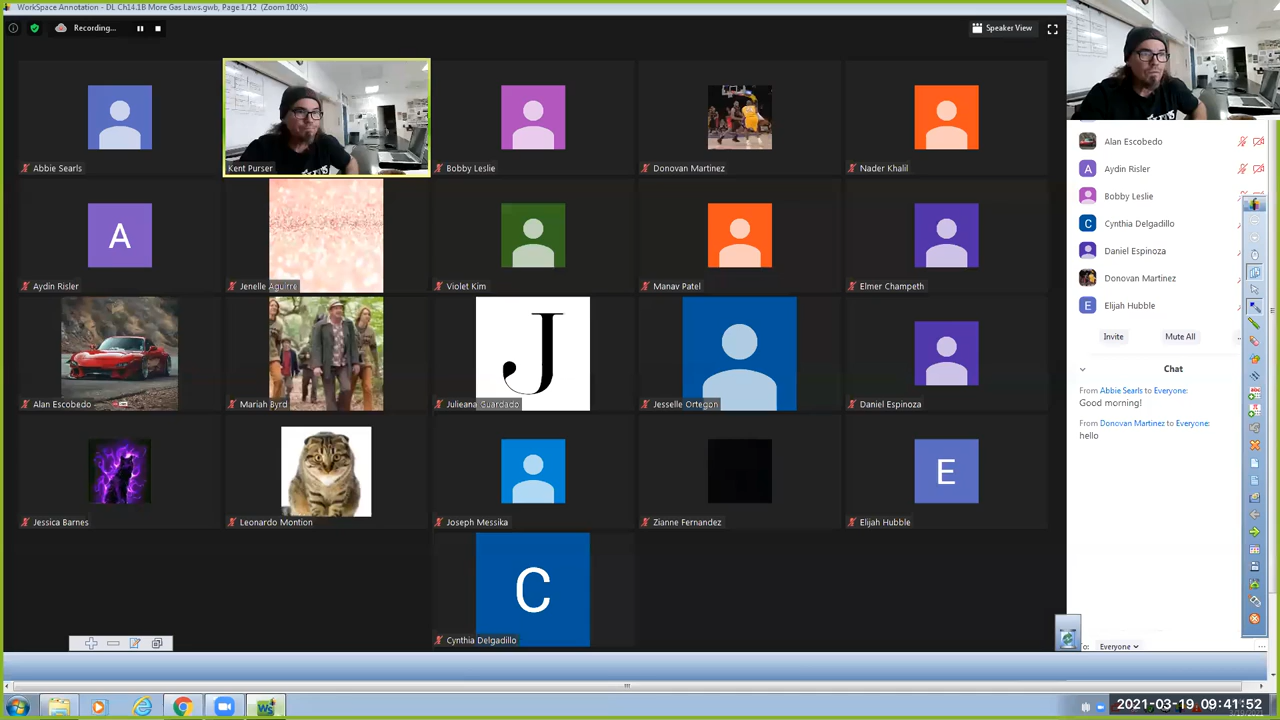 WorkSpace Annotation - DL Ch14.1B More Gas Laws.gwb, Page 1/12 (Zoom 100%)
Recording...
Speaker View
Abbie Searls
Kent Purser
Bobby Leslie
Donovan Martinez
Nader Khalil
A
Aydin Risler
Jenelle Aguirre
Violet Kim
Manav Patel
Elmer Champeth
Alan Escobedo
Mariah Byrd
J
Julieana Guardado
Jesselle Ortegon
Daniel Espinoza
Jessica Barnes
Leonardo Montion
Joseph Messika
Zianne Fernandez
E
Elijah Hubble
C
Cynthia Delgadillo
Alan Escobedo
A Aydin Risler
Bobby Leslie
C Cynthia Delgadillo
Daniel Espinoza
Donovan Martinez
E Elijah Hubble
Invite Mute All ...
Chat
From Abbie Searls to Everyone:
Good morning!
From Donovan Martinez to Everyone:
hello
Everyone
2021-03-19 09:41:52